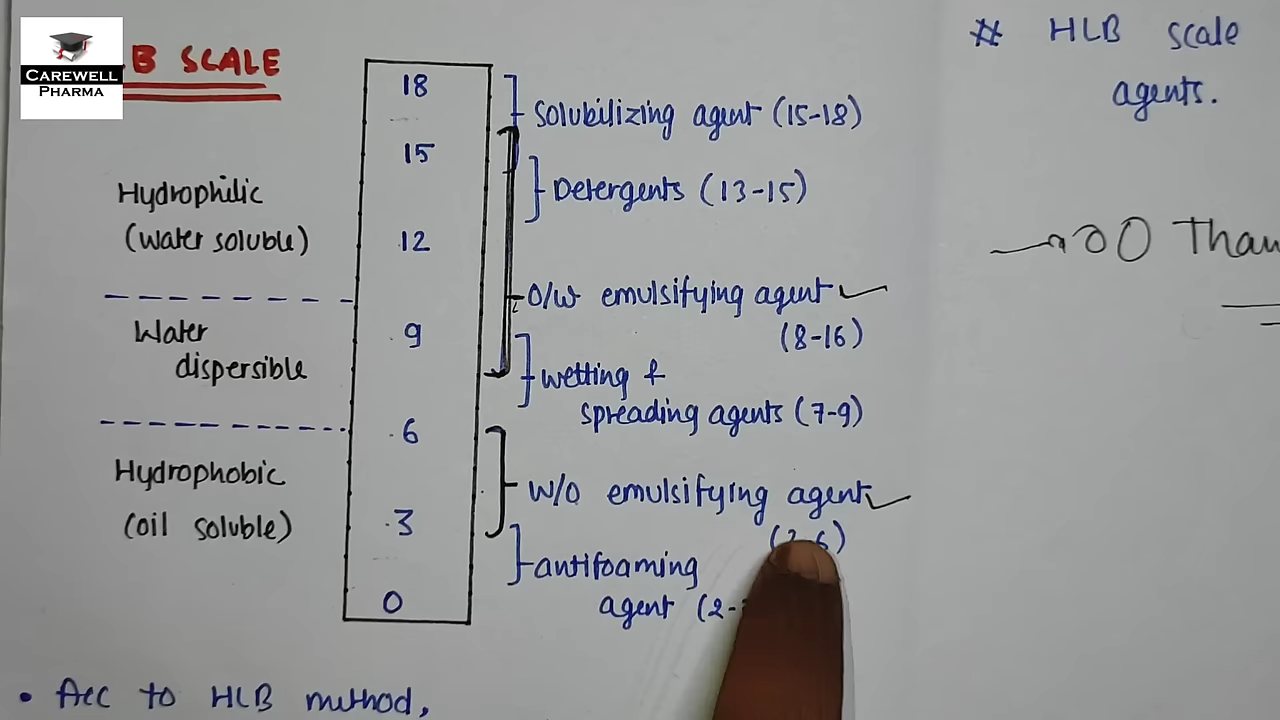 CAREWELL
PHARMA
B SCALE
18
15
12
9
6
3
0
Hydrophilic
(water soluble)
Water
dispersible
Hydrophobic
(oil soluble)
Solubilizing agent (15-18)
Detergents (13-15)
O/W emulsifying agent
(8-16)
Wetting &
spreading agents (7-9)
W/O emulsifying agent
antifoaming
agent (2-
# HLB scale
agents.
• Acc to HLB method,